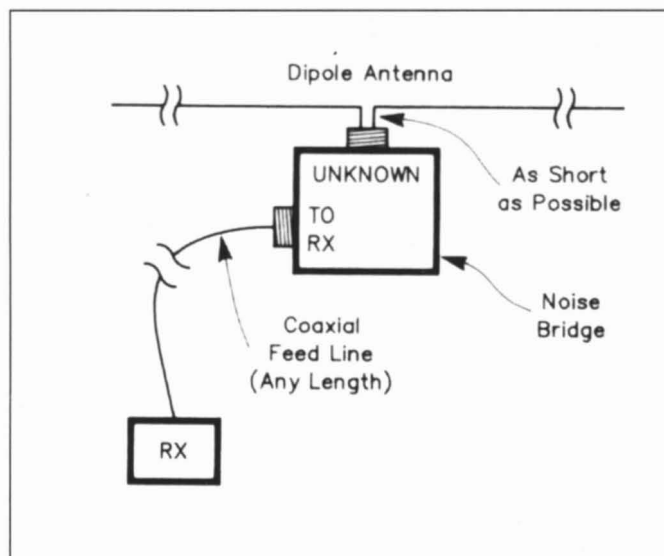 Dipole Antenna
UNKNOWN
As Short
as Possible
TO
RX
Noise
Bridge
Coaxial
Feed Line
(Any Length)
RX